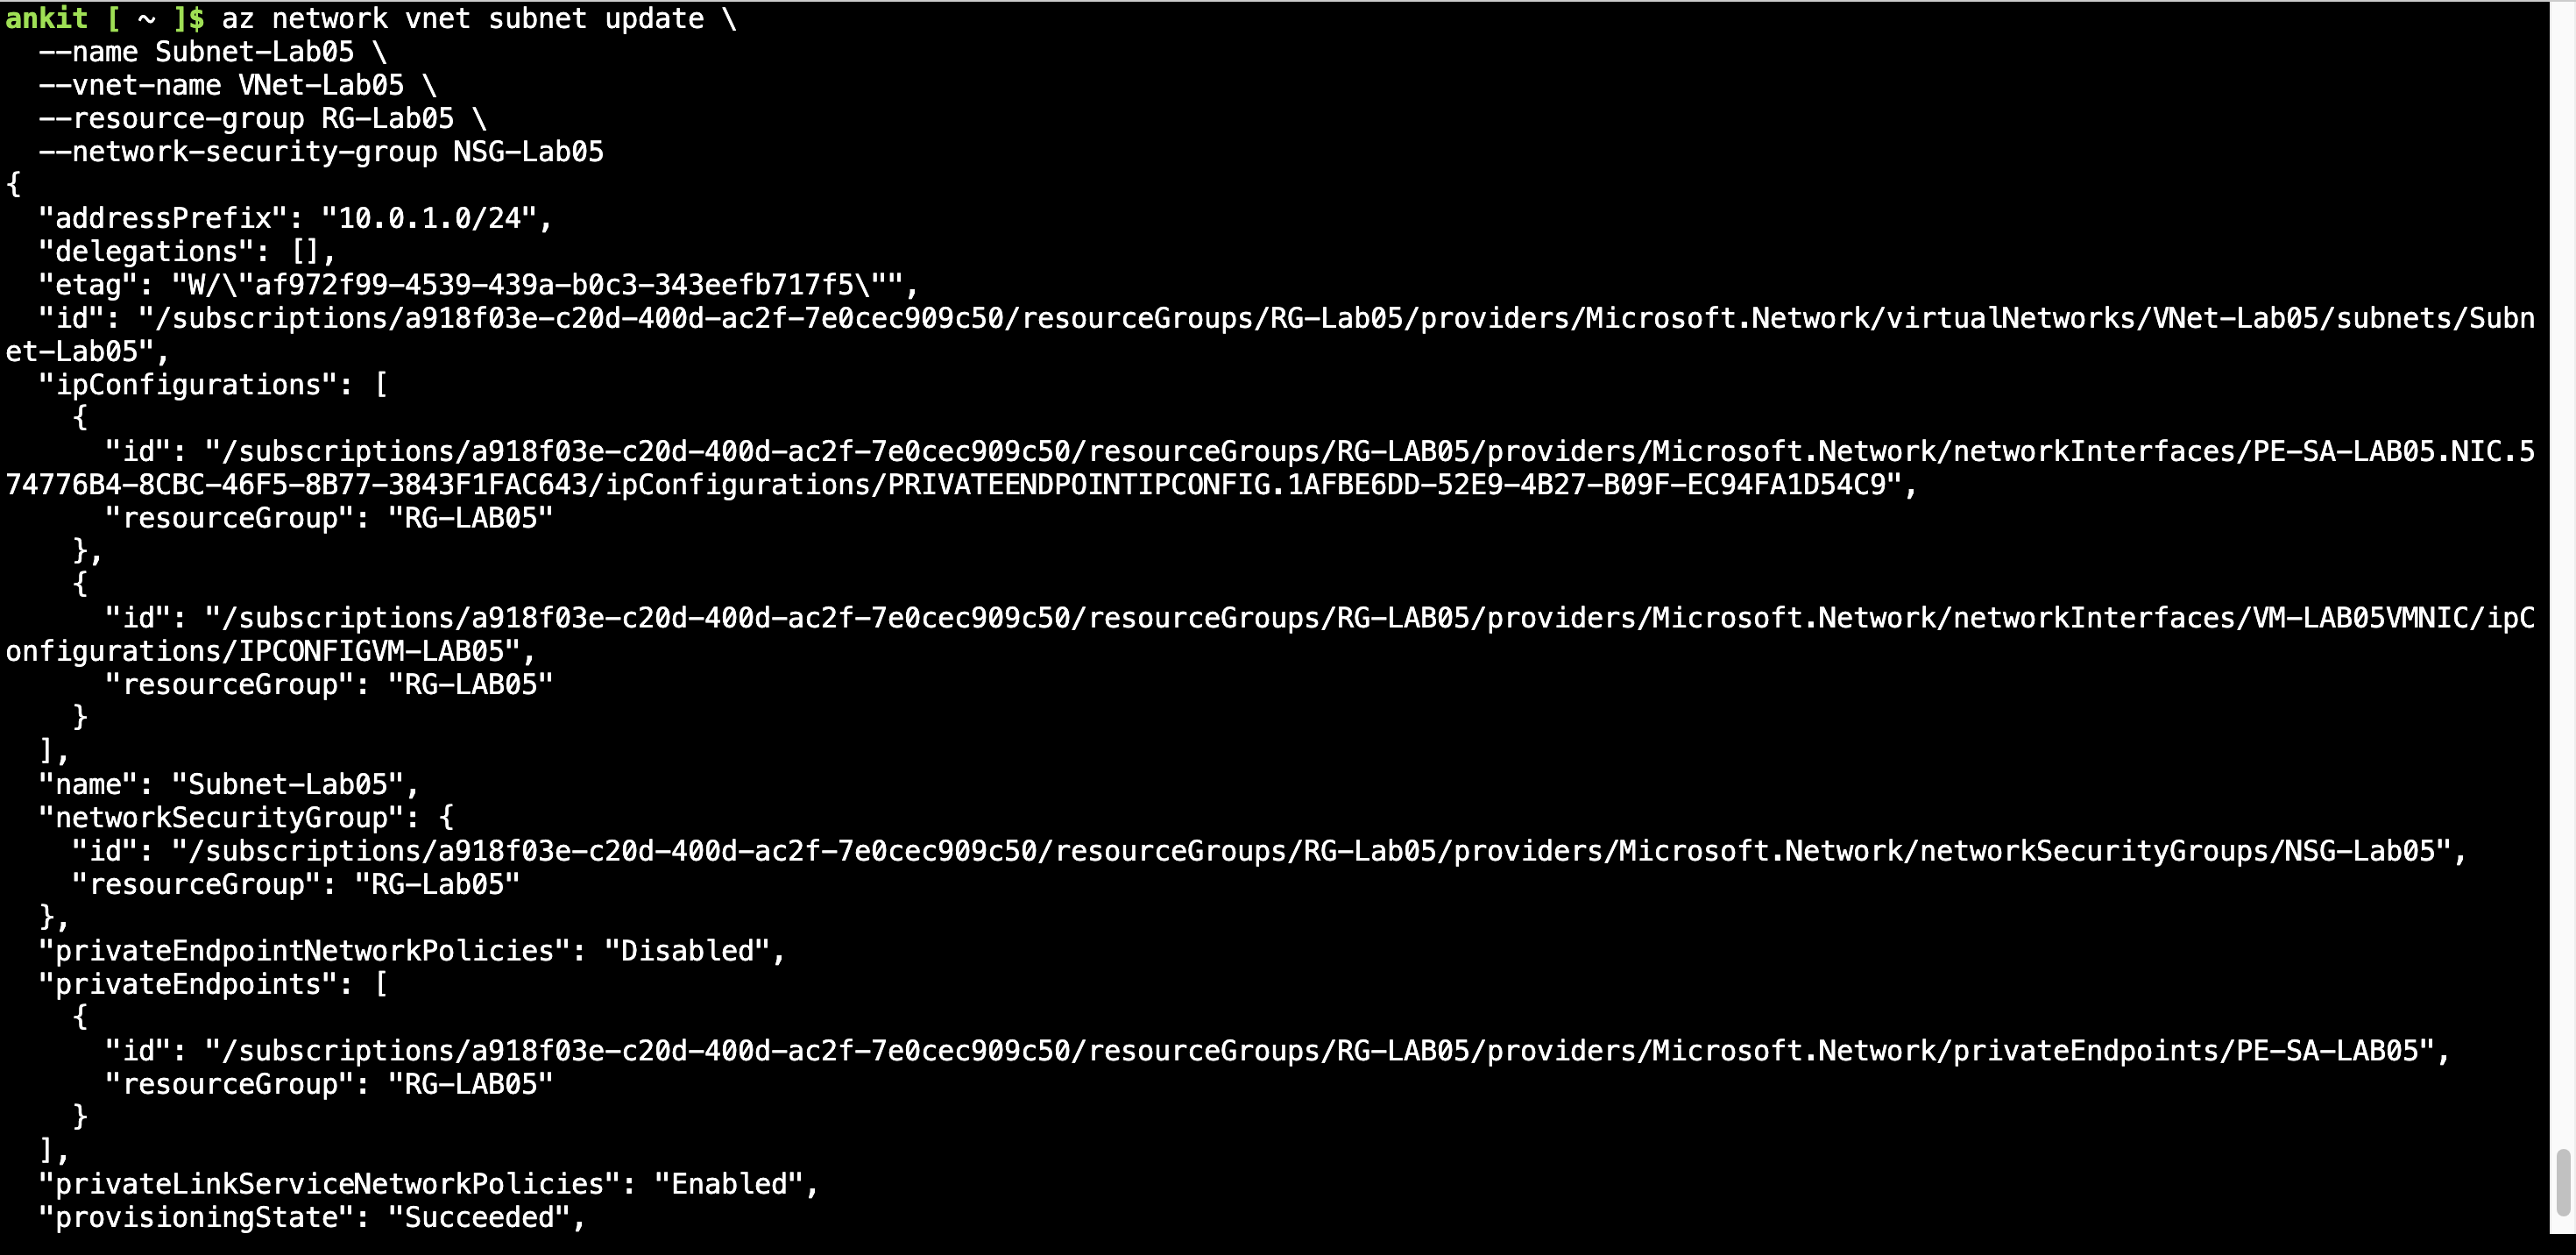 ankit [ ~ ]$ az network vnet subnet update \
  --name Subnet-Lab05 \
  --vnet-name VNet-Lab05 \
  --resource-group RG-Lab05 \
  --network-security-group NSG-Lab05
{
  "addressPrefix": "10.0.1.0/24",
  "delegations": [],
  "etag": "W/\"af972f99-4539-439a-b0c3-343eefb717f5\"",
  "id": "/subscriptions/a918f03e-c20d-400d-ac2f-7e0cec909c50/resourceGroups/RG-Lab05/providers/Microsoft.Network/virtualNetworks/VNet-Lab05/subnets/Subn
et-Lab05",
  "ipConfigurations": [
    {
      "id": "/subscriptions/a918f03e-c20d-400d-ac2f-7e0cec909c50/resourceGroups/RG-LAB05/providers/Microsoft.Network/networkInterfaces/PE-SA-LAB05.NIC.5
74776B4-8CBC-46F5-8B77-3843F1FAC643/ipConfigurations/PRIVATEENDPOINTIPCONFIG.1AFBE6DD-52E9-4B27-B09F-EC94FA1D54C9",
      "resourceGroup": "RG-LAB05"
    },
    {
      "id": "/subscriptions/a918f03e-c20d-400d-ac2f-7e0cec909c50/resourceGroups/RG-LAB05/providers/Microsoft.Network/networkInterfaces/VM-LAB05VMNIC/ipC
onfigurations/IPCONFIGVM-LAB05",
      "resourceGroup": "RG-LAB05"
    }
  ],
  "name": "Subnet-Lab05",
  "networkSecurityGroup": {
    "id": "/subscriptions/a918f03e-c20d-400d-ac2f-7e0cec909c50/resourceGroups/RG-Lab05/providers/Microsoft.Network/networkSecurityGroups/NSG-Lab05",
    "resourceGroup": "RG-Lab05"
  },
  "privateEndpointNetworkPolicies": "Disabled",
  "privateEndpoints": [
    {
      "id": "/subscriptions/a918f03e-c20d-400d-ac2f-7e0cec909c50/resourceGroups/RG-LAB05/providers/Microsoft.Network/privateEndpoints/PE-SA-LAB05",
      "resourceGroup": "RG-LAB05"
    }
  ],
  "privateLinkServiceNetworkPolicies": "Enabled",
  "provisioningState": "Succeeded",